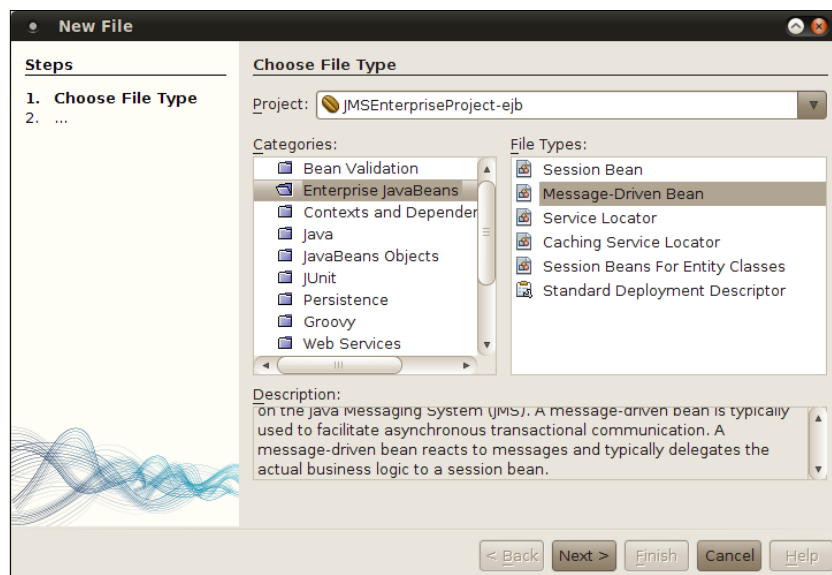 New File
Steps
1. Choose File Type
2. ...
Choose File Type
Project: JMSEnterpriseProject-ejb
Categories:
Bean Validation
Enterprise JavaBeans
Contexts and Depender
Java
JavaBeans Objects
JUnit
Persistence
Groovy
Web Services
File Types:
Session Bean
Message-Driven Bean
Service Locator
Caching Service Locator
Session Beans For Entity Classes
Standard Deployment Descriptor
Description:
on the Java Messaging System (JMS). A message-driven bean is typically
used to facilitate asynchronous transactional communication. A
message-driven bean reacts to messages and typically delegates the
actual business logic to a session bean.
< Back Next > Finish Cancel Help